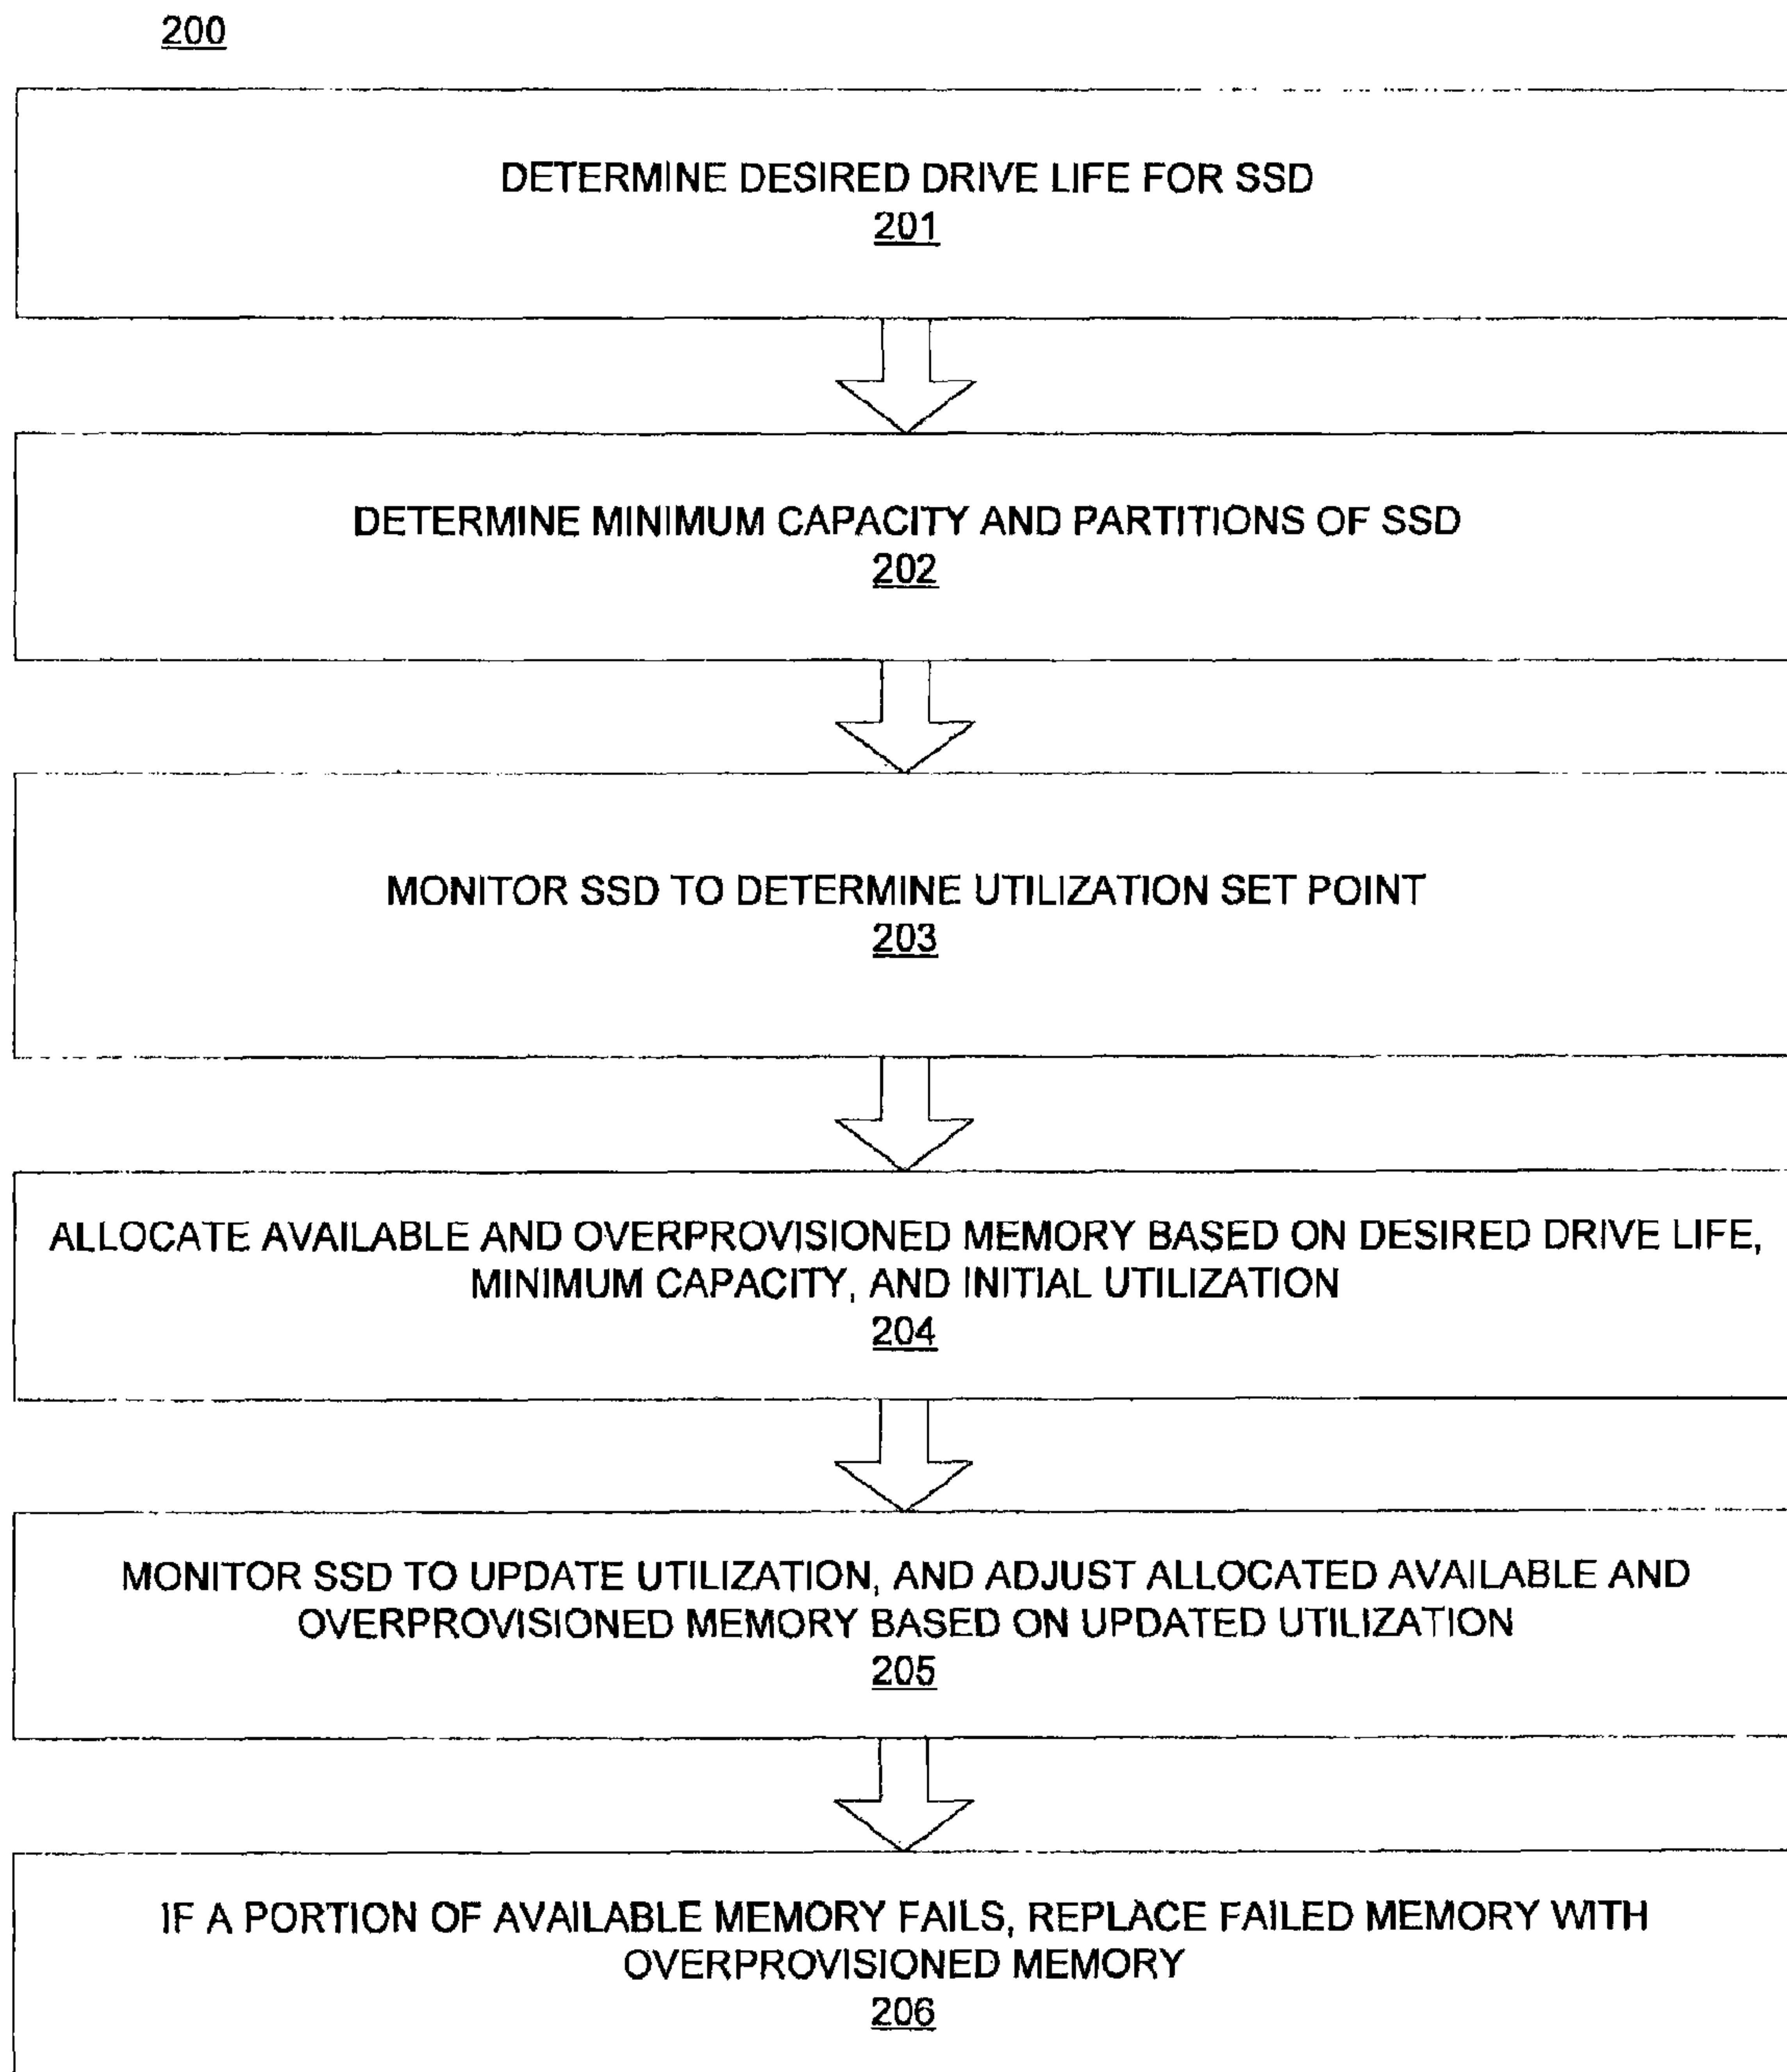 200
DETERMINE DESIRED DRIVE LIFE FOR SSD
201
DETERMINE MINIMUM CAPACITY AND PARTITIONS OF SSD
202
MONITOR SSD TO DETERMINE UTILIZATION SET POINT
203
ALLOCATE AVAILABLE AND OVERPROVISIONED MEMORY BASED ON DESIRED DRIVE LIFE,
MINIMUM CAPACITY, AND INITIAL UTILIZATION
204
MONITOR SSD TO UPDATE UTILIZATION, AND ADJUST ALLOCATED AVAILABLE AND
OVERPROVISIONED MEMORY BASED ON UPDATED UTILIZATION
205
IF A PORTION OF AVAILABLE MEMORY FAILS, REPLACE FAILED MEMORY WITH
OVERPROVISIONED MEMORY
206